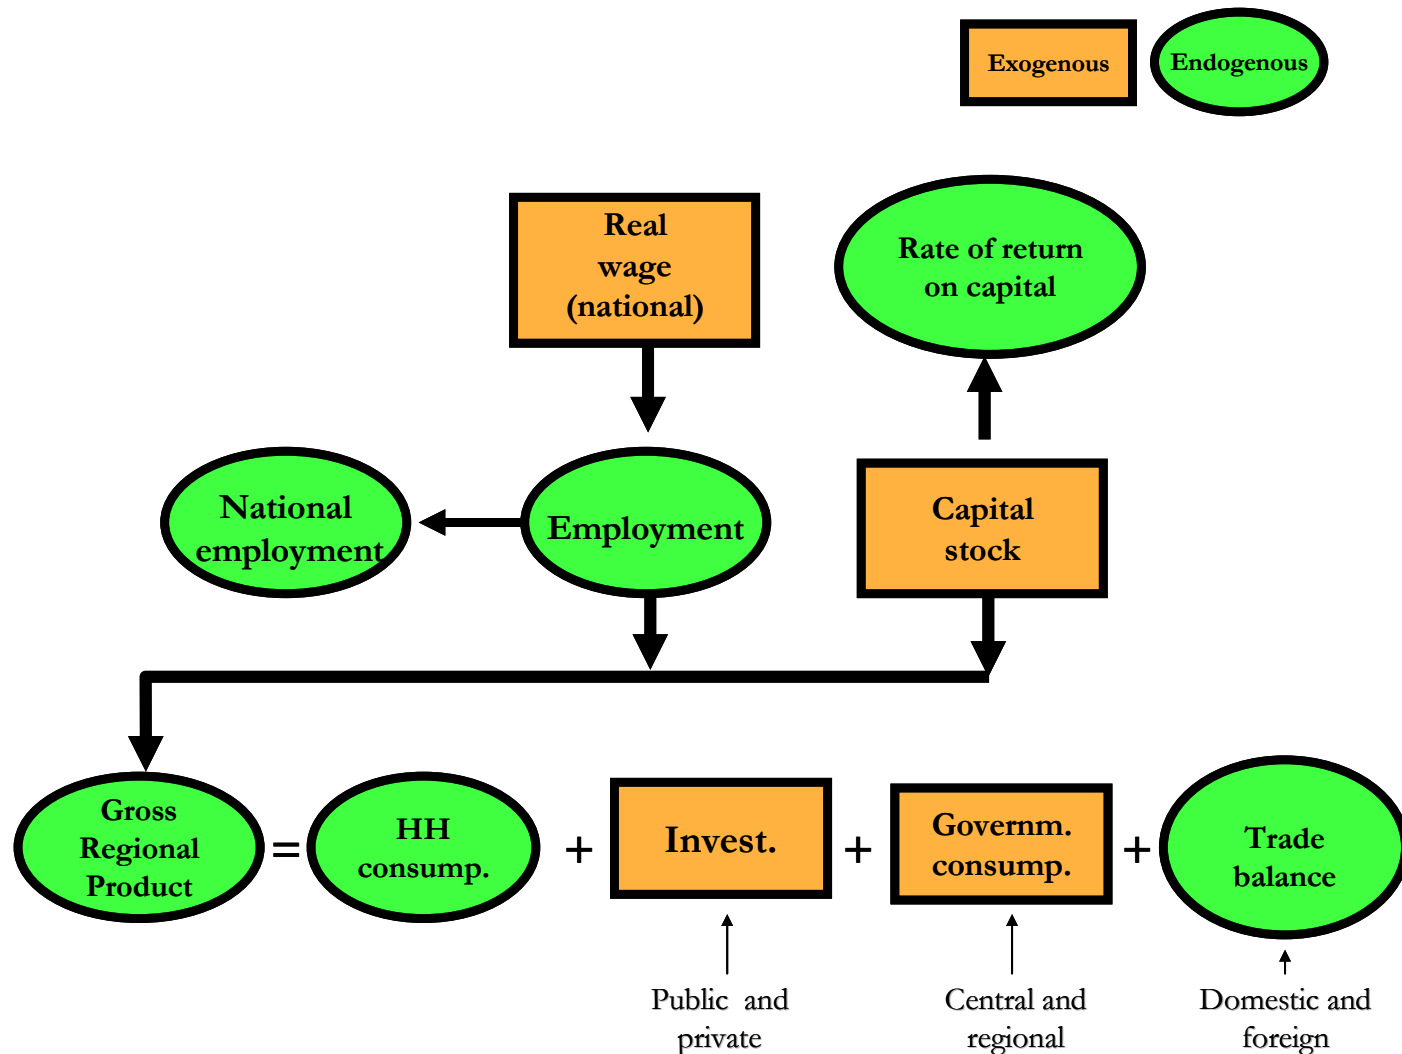 Exogenous
Endogenous
Real
wage
(national)
Rate of return
on capital
National
employment
Employment
Capital
stock
Gross
Regional
Product
=
HH
consump.
+
Invest.
+
Governm.
consump.
+
Trade
balance
Public and
private
Central and
regional
Domestic and
foreign